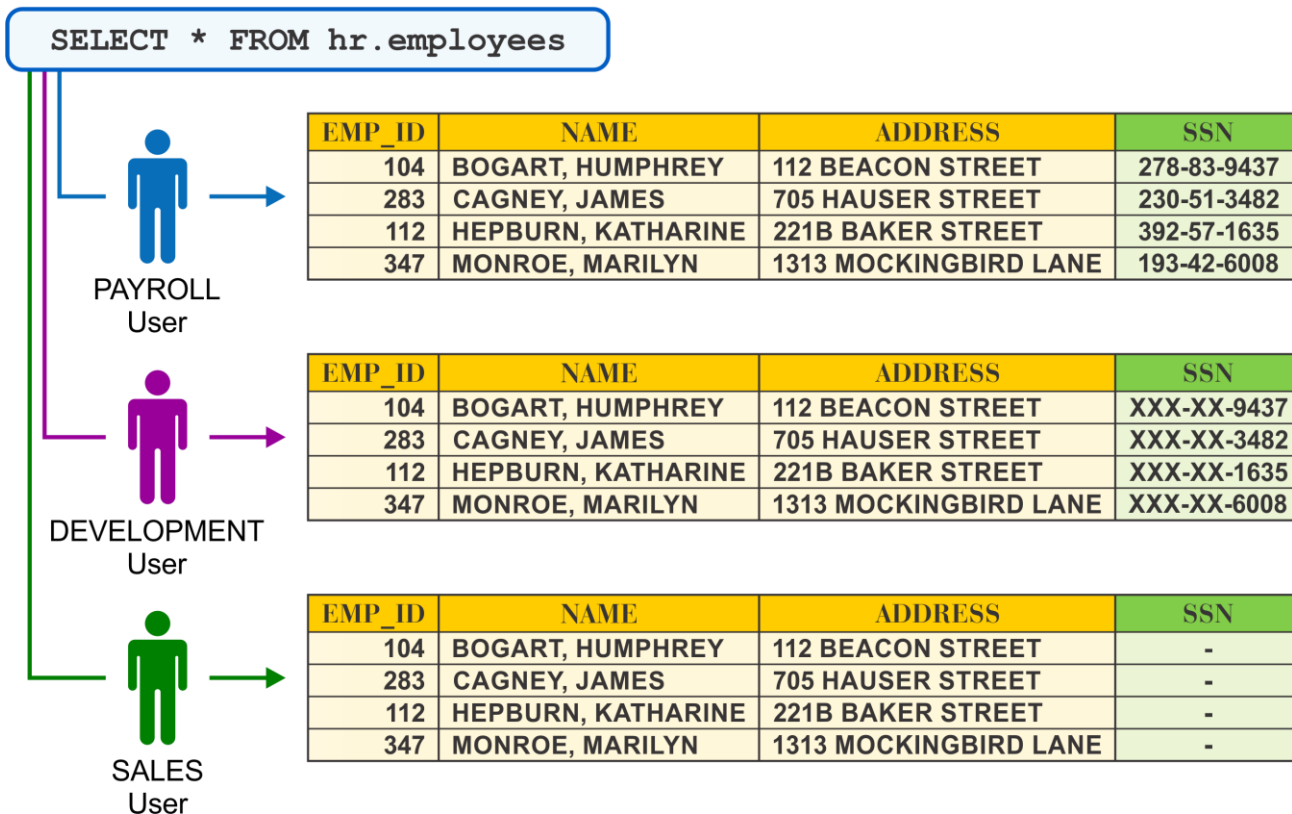 SELECT * FROM hr.employees
EMP_ID NAME ADDRESS SSN
104 BOGART, HUMPHREY 112 BEACON STREET 278-83-9437
283 CAGNEY, JAMES 705 HAUSER STREET 230-51-3482
112 HEPBURN, KATHARINE 221B BAKER STREET 392-57-1635
347 MONROE, MARILYN 1313 MOCKINGBIRD LANE 193-42-6008
PAYROLL
User
EMP_ID NAME ADDRESS SSN
104 BOGART, HUMPHREY 112 BEACON STREET XXX-XX-9437
283 CAGNEY, JAMES 705 HAUSER STREET XXX-XX-3482
112 HEPBURN, KATHARINE 221B BAKER STREET XXX-XX-1635
347 MONROE, MARILYN 1313 MOCKINGBIRD LANE XXX-XX-6008
DEVELOPMENT
User
EMP_ID NAME ADDRESS SSN
104 BOGART, HUMPHREY 112 BEACON STREET -
283 CAGNEY, JAMES 705 HAUSER STREET -
112 HEPBURN, KATHARINE 221B BAKER STREET -
347 MONROE, MARILYN 1313 MOCKINGBIRD LANE -
SALES
User